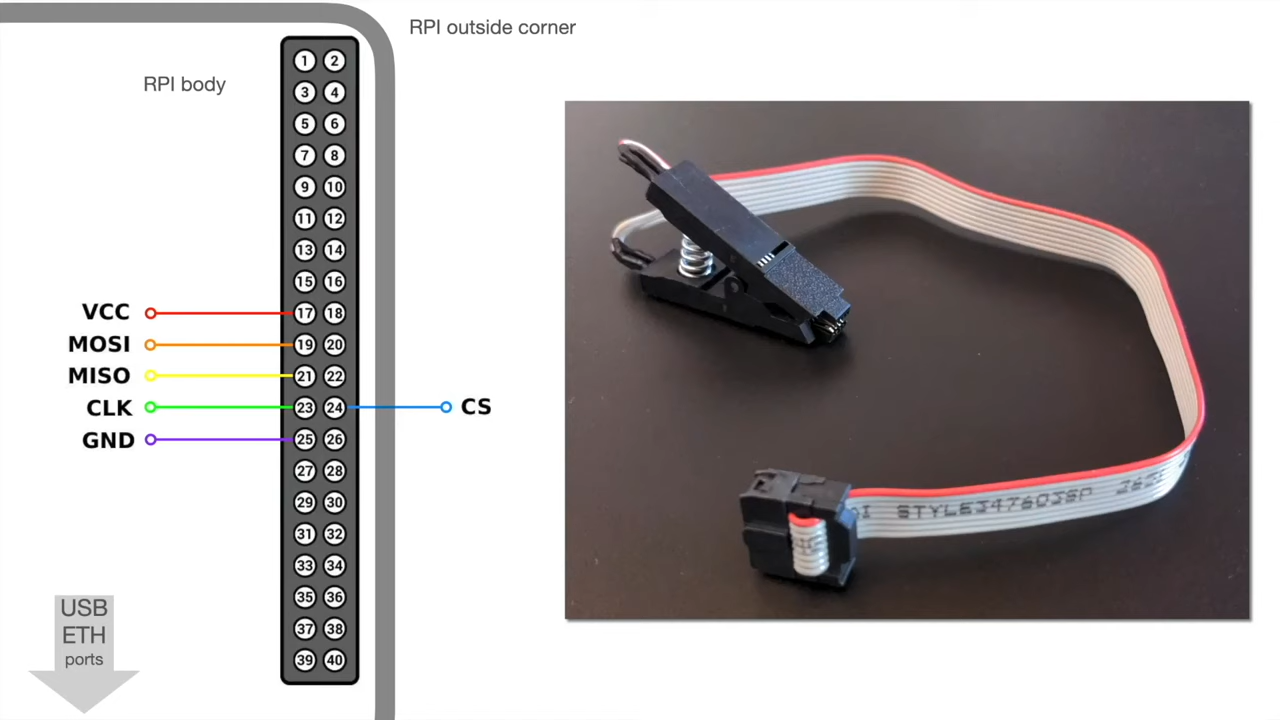 RPI outside corner
RPI body
1 2
3 4
5 6
7 8
9 10
11 12
13 14
15 16
VCC 17 18
MOSI 19 20
MISO 21 22
CLK 23 24 CS
GND 25 26
27 28
29 30
31 32
33 34
35 36
37 38
39 40
USB
ETH
ports